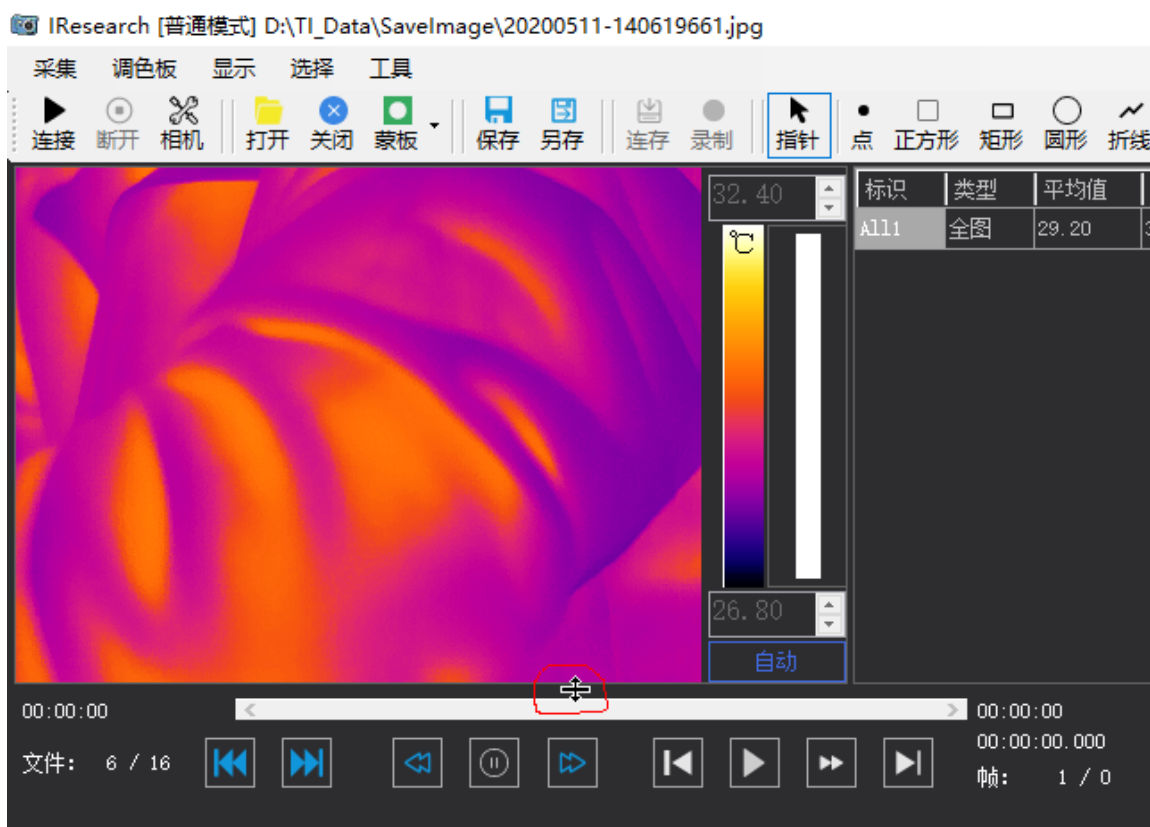 IResearch [普通模式] D:\TI_Data\SaveImage\20200511-140619661.jpg
采集 调色板 显示 选择 工具
连接 断开 相机 打开 关闭 蒙板 保存 另存 连存 录制 指针 点 正方形 矩形 圆形 折线
32.40
标识 类型 平均值
℃
All1 全图 29.20
26.80
自动
00:00:00
00:00:00
00:00:00.000
文件: 6 / 16
帧: 1 / 0